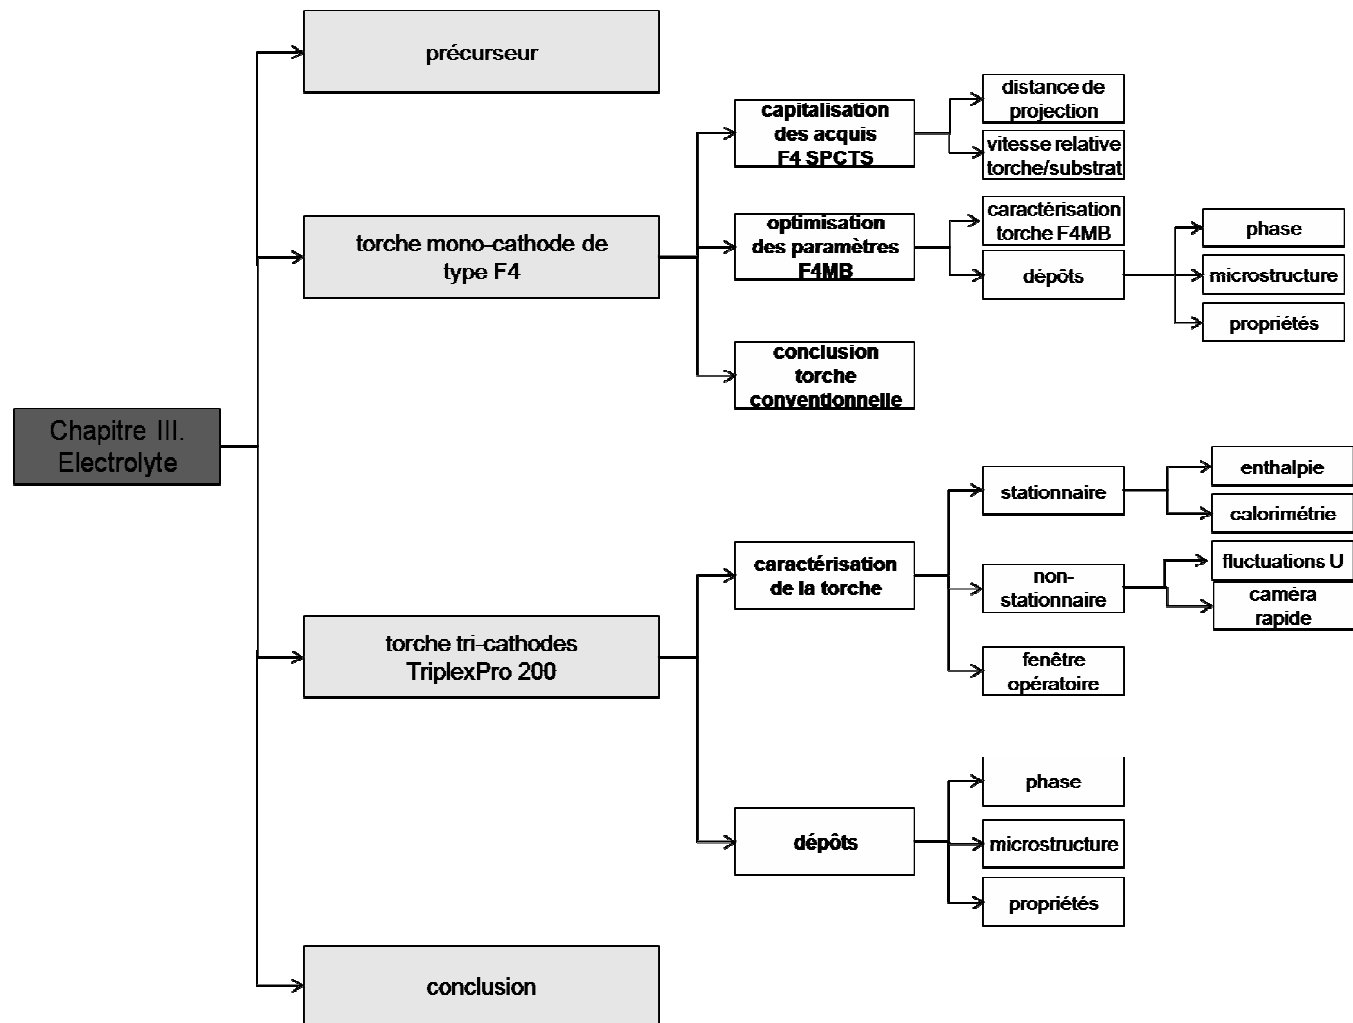 précurseur
distance de
projection
capitalisation
des acquis
F4 SPCTS
vitesse relative
torche/substrat
torche mono-cathode de
type F4
optimisation
des paramètres
F4MB
caractérisation
torche F4MB
dépôts
phase
microstructure
propriétés
conclusion
torche
conventionnelle
Chapitre III.
Electrolyte
torche tri-cathodes
TriplexPro 200
caractérisation
de la torche
stationnaire
enthalpie
calorimétrie
non-
stationnaire
fluctuations U
caméra
rapide
fenêtre
opératoire
dépôts
phase
microstructure
propriétés
conclusion